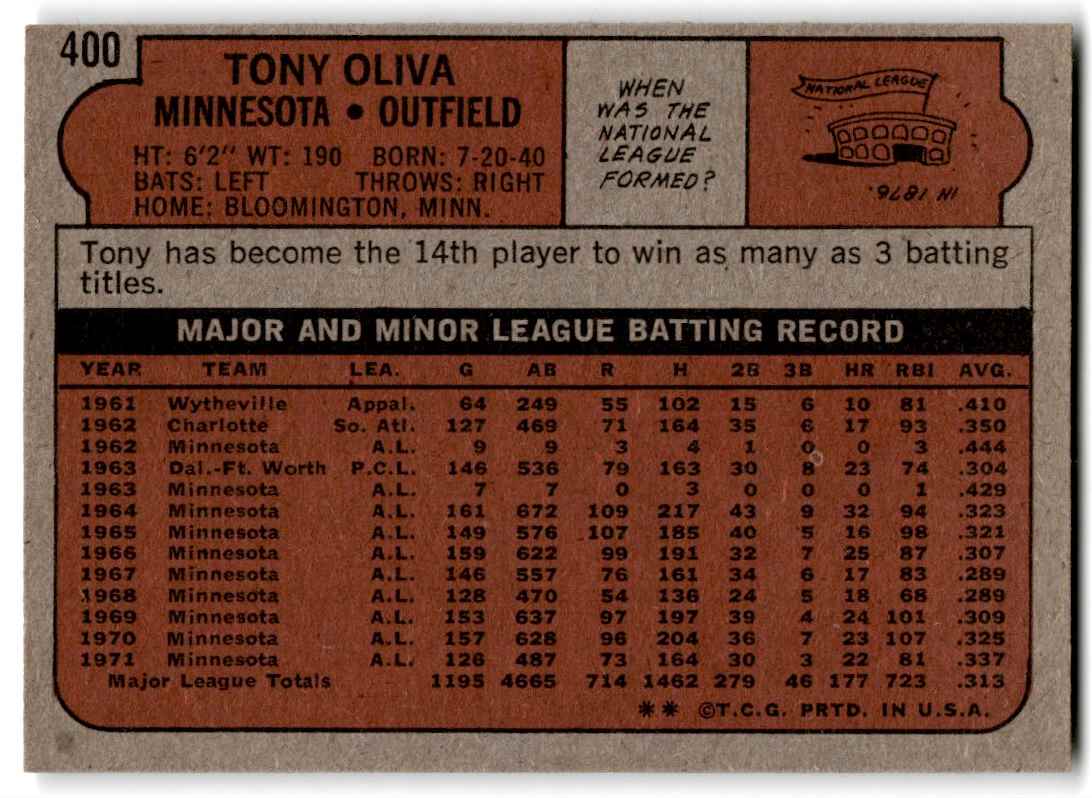 400
TONY OLIVA
MINNESOTA • OUTFIELD
HT: 6'2" WT: 190 BORN: 7-20-40
BATS: LEFT THROWS: RIGHT
HOME: BLOOMINGTON, MINN.
WHEN
WAS THE
NATIONAL
LEAGUE
FORMED?
NATIONAL LEAGUE
IN 1876.
Tony has become the 14th player to win as many as 3 batting
titles.
MAJOR AND MINOR LEAGUE BATTING RECORD
YEAR TEAM LEA. G AB R H 2B 3B HR RBI AVG.
1961 Wytheville Appal. 64 249 55 102 15 6 10 81 .410
1962 Charlotte So. Atl. 127 469 71 164 35 6 17 93 .350
1962 Minnesota A.L. 9 9 3 4 1 0 0 3 .444
1963 Dal.-Ft. Worth P.C.L. 146 536 79 163 30 8 23 74 .304
1963 Minnesota A.L. 7 7 0 3 0 0 0 1 .429
1964 Minnesota A.L. 161 672 109 217 43 9 32 94 .323
1965 Minnesota A.L. 149 576 107 185 40 5 16 98 .321
1966 Minnesota A.L. 159 622 99 191 32 7 25 87 .307
1967 Minnesota A.L. 146 557 76 161 34 6 17 83 .289
1968 Minnesota A.L. 128 470 54 136 24 5 18 68 .289
1969 Minnesota A.L. 153 637 97 197 39 4 24 101 .309
1970 Minnesota A.L. 157 628 96 204 36 7 23 107 .325
1971 Minnesota A.L. 126 487 73 164 30 3 22 81 .337
Major League Totals 1195 4665 714 1462 279 46 177 723 .313
** ©T.C.G. PRTD. IN U.S.A.